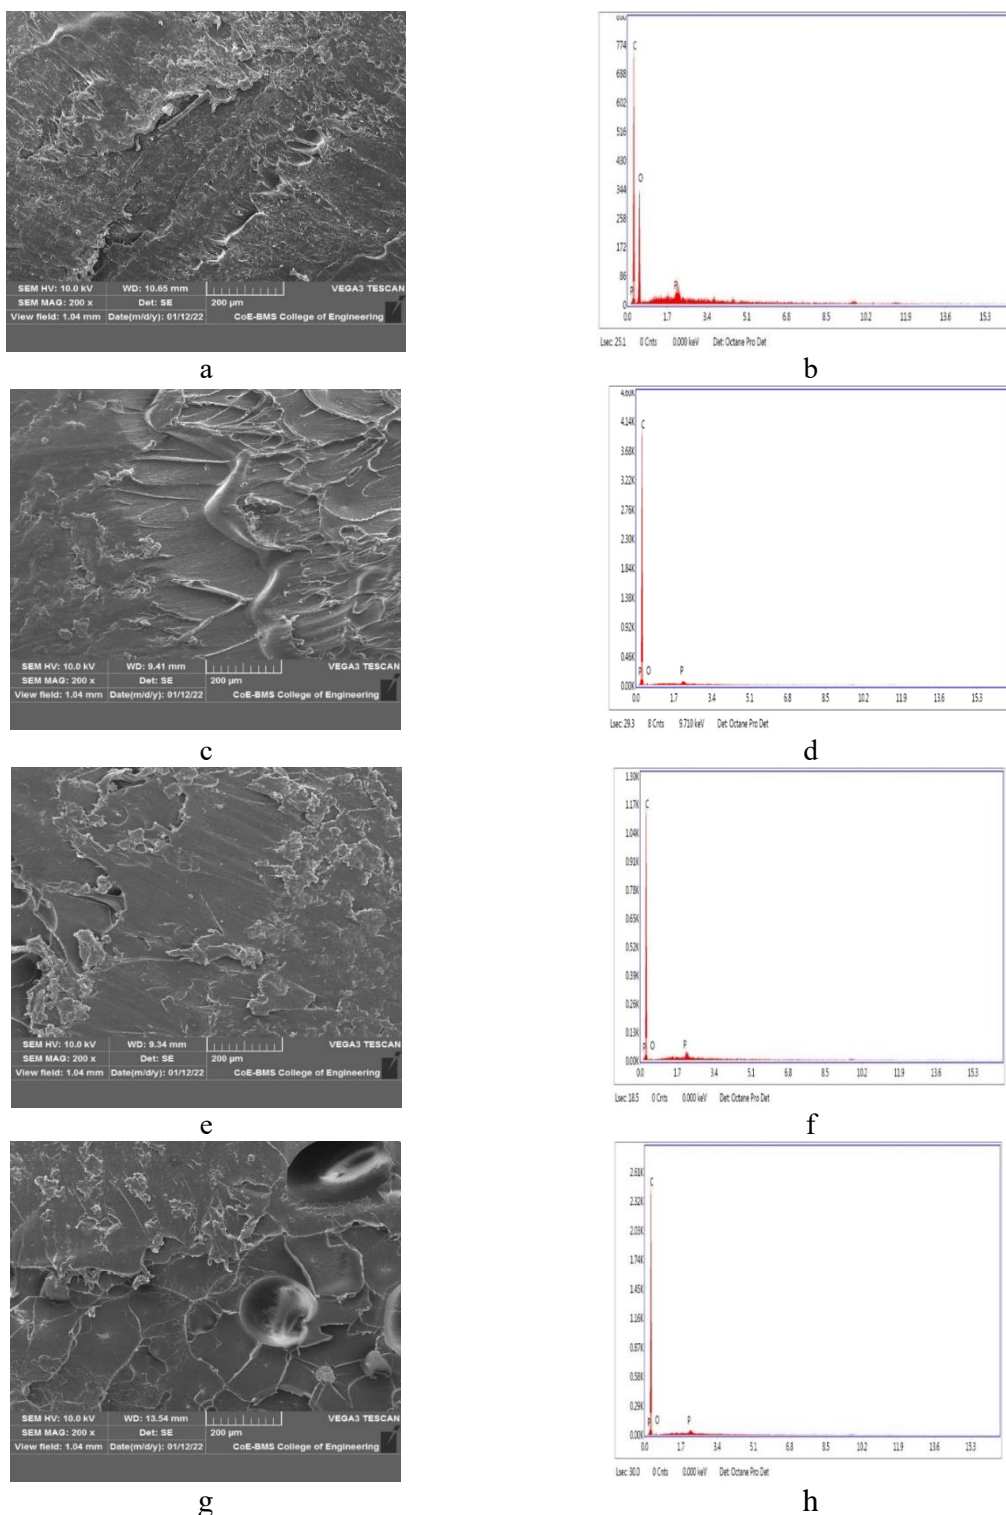 SEM HV: 10.0 kV WD: 10.65 mm VEGA3 TESCAN
SEM MAG: 200 x Det: SE 200 µm
View field: 1.04 mm Date(m/d/y): 01/12/22 CoE-BMS College of Engineering
a
774
688
602
516
430
344
258
172
86
0
C
O
P
P
0.0 1.7 3.4 5.1 6.8 8.5 10.2 11.9 13.6 15.3
Lsec: 25.1 0 Cnts 0.000 keV Det: Octane Pro Det
b
SEM HV: 10.0 kV WD: 9.41 mm VEGA3 TESCAN
SEM MAG: 200 x Det: SE 200 µm
View field: 1.04 mm Date(m/d/y): 01/12/22 CoE-BMS College of Engineering
c
4.60K
4.14K
3.68K
3.22K
2.76K
2.30K
1.84K
1.38K
0.92K
0.46K
0.00K
C
P O P
0.0 1.7 3.4 5.1 6.8 8.5 10.2 11.9 13.6 15.3
Lsec: 29.3 8 Cnts 9.710 keV Det: Octane Pro Det
d
SEM HV: 10.0 kV WD: 9.34 mm VEGA3 TESCAN
SEM MAG: 200 x Det: SE 200 µm
View field: 1.04 mm Date(m/d/y): 01/12/22 CoE-BMS College of Engineering
e
1.30K
1.17K
1.04K
0.91K
0.78K
0.65K
0.52K
0.39K
0.26K
0.13K
0.00K
C
P O P
0.0 1.7 3.4 5.1 6.8 8.5 10.2 11.9 13.6 15.3
Lsec: 18.5 0 Cnts 0.000 keV Det: Octane Pro Det
f
SEM HV: 10.0 kV WD: 13.54 mm VEGA3 TESCAN
SEM MAG: 200 x Det: SE 200 µm
View field: 1.04 mm Date(m/d/y): 01/12/22 CoE-BMS College of Engineering
g
2.61K
2.32K
2.03K
1.74K
1.45K
1.16K
0.87K
0.58K
0.29K
0.00K
C
P O P
0.0 1.7 3.4 5.1 6.8 8.5 10.2 11.9 13.6 15.3
Lsec: 30.0 0 Cnts 0.000 keV Det: Octane Pro Det
h